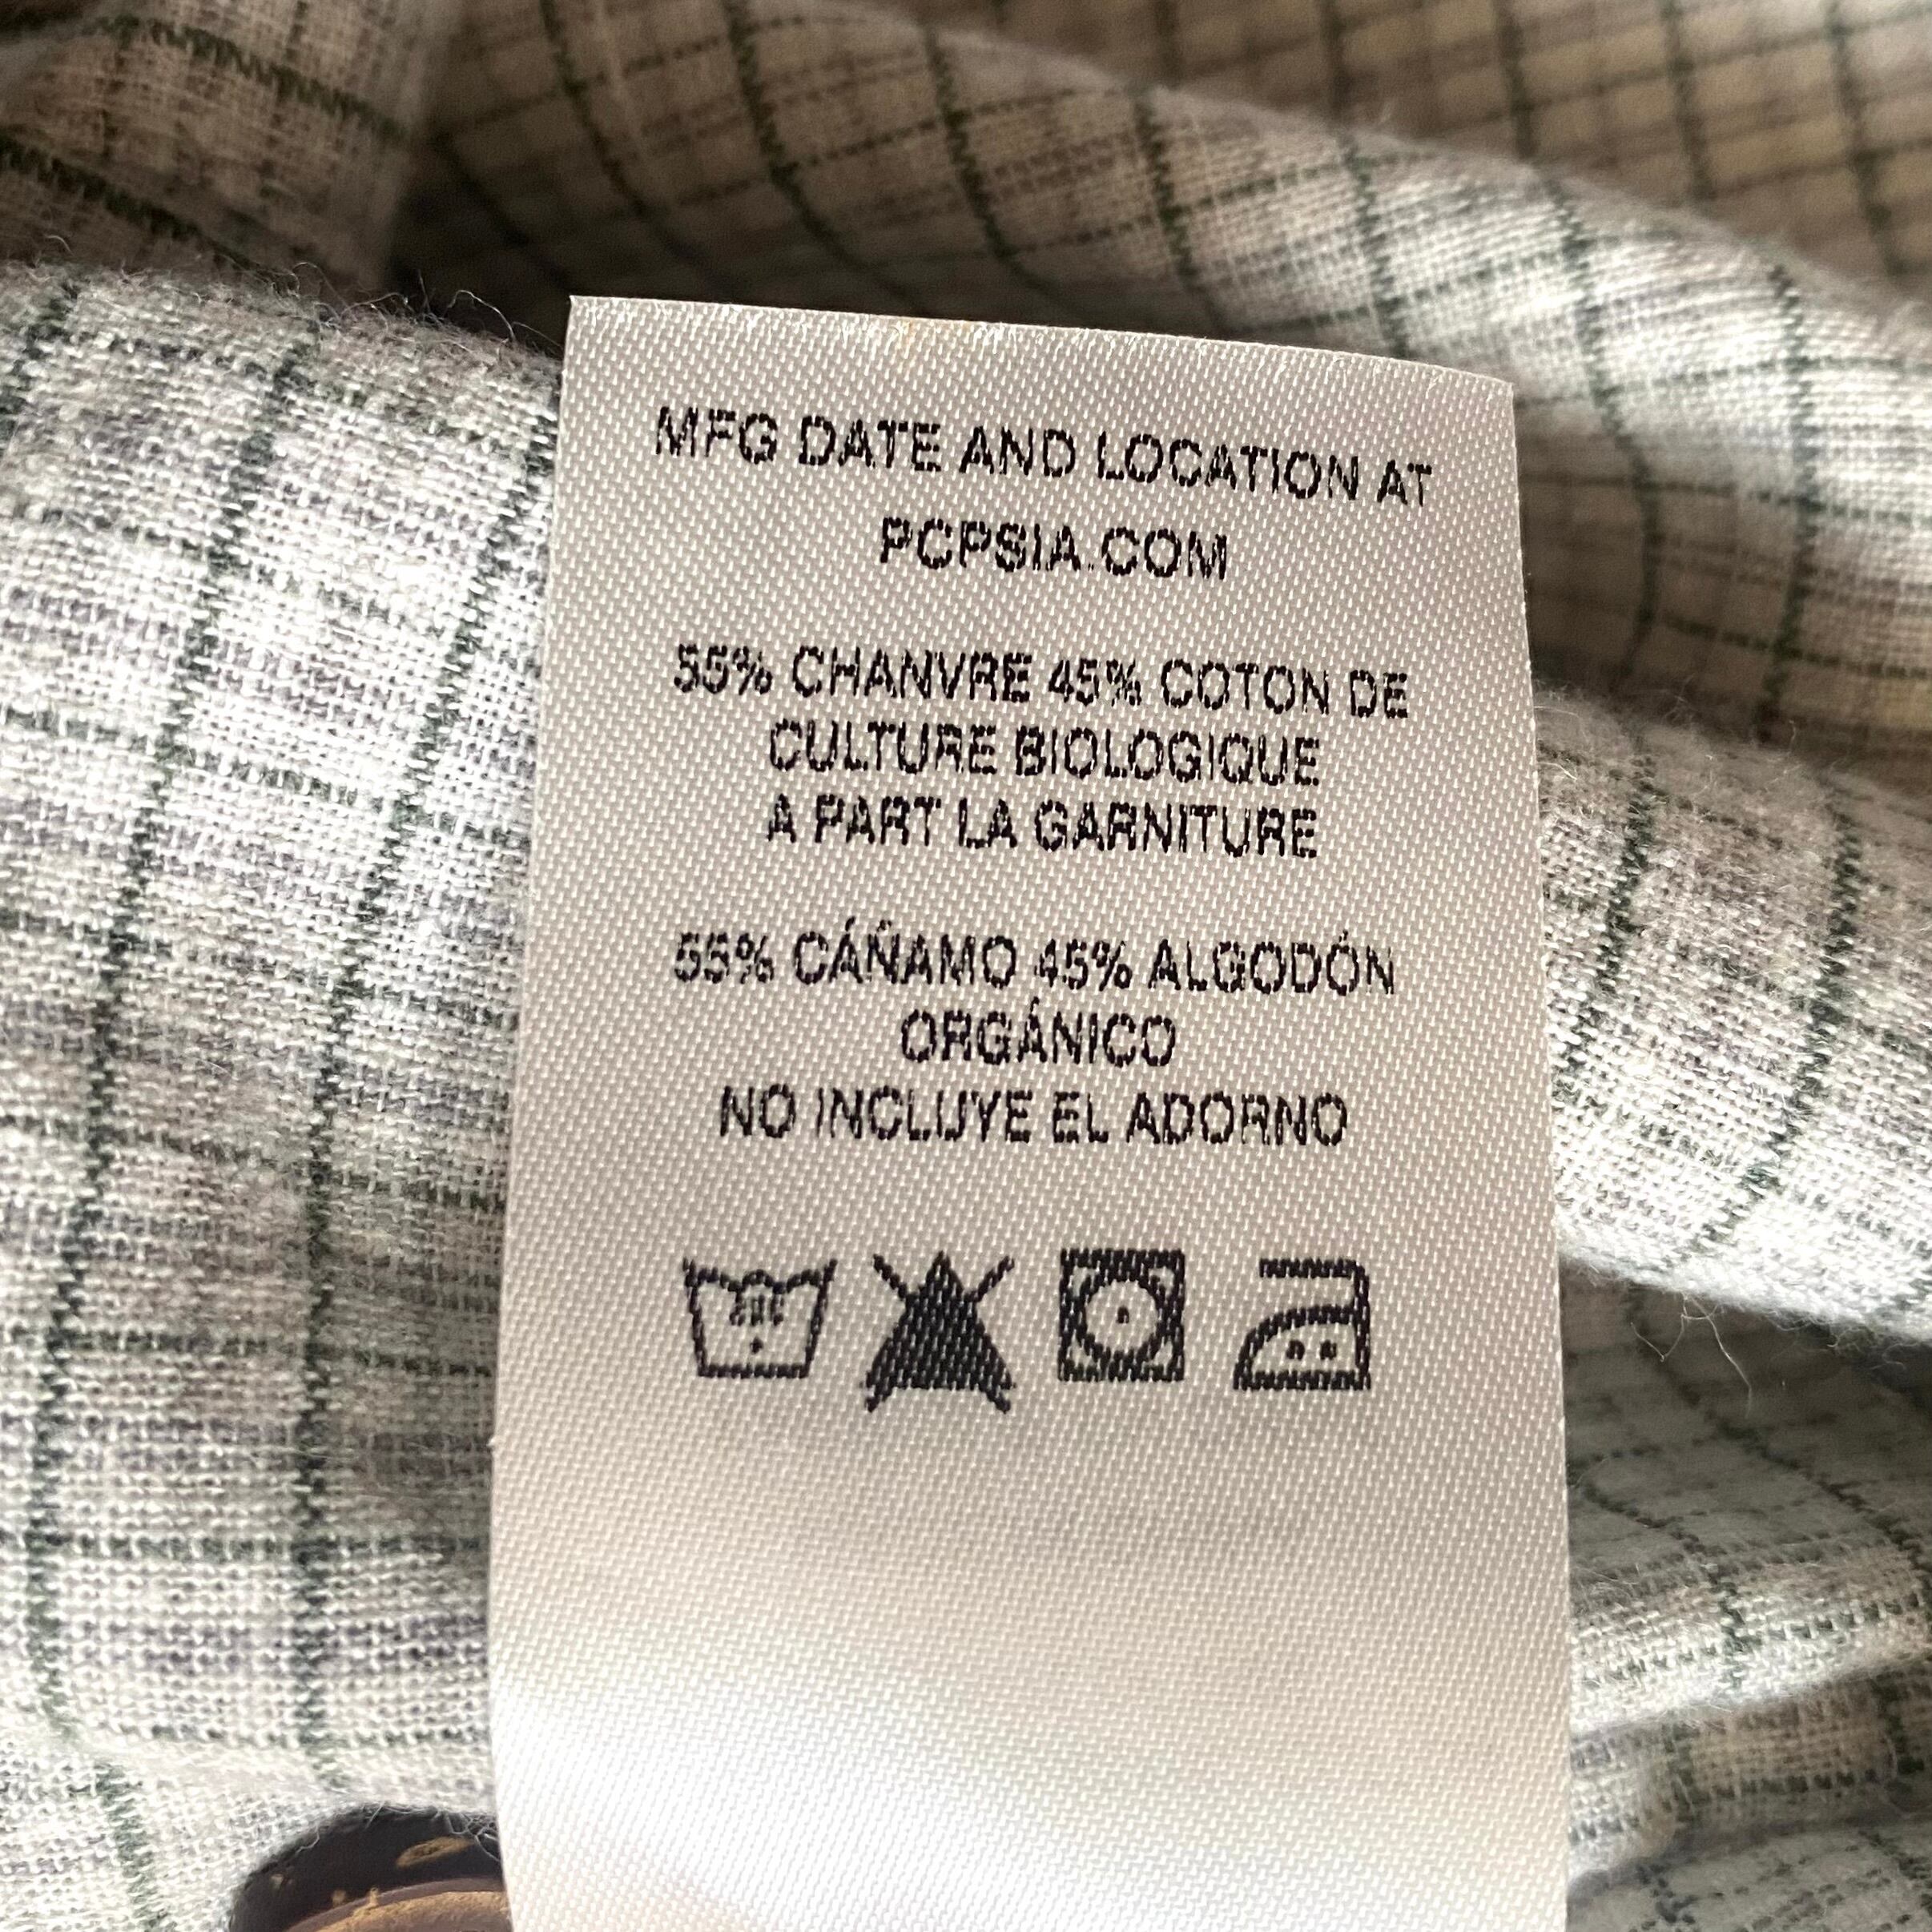 MFG DATE AND LOCATION AT
PCPSIA.COM
55% CHANVRE 45% COTON DE
CULTURE BIOLOGIQUE
A PART LA GARNITURE
55% CÁÑAMO 45% ALGODÓN
ORGÁNICO
NO INCLUYE EL ADORNO